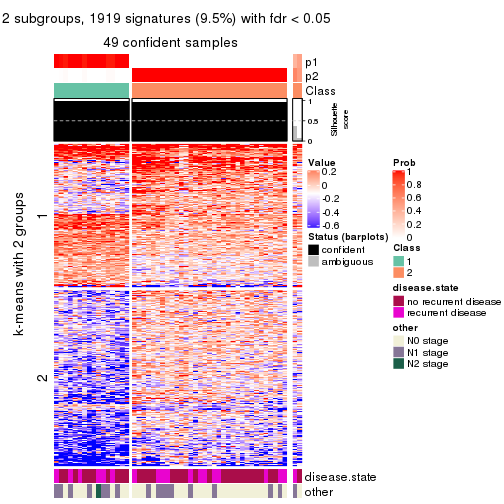 2 subgroups, 1919 signatures (9.5%) with fdr < 0.05
49 confident samples
p1
p2
Class
1
0.5
0
Silhouette
score
k-means with 2 groups
1
2
Value
0.2
0
-0.2
-0.4
-0.6
Status (barplots)
confident
ambiguous
Prob
1
0.8
0.6
0.4
0.2
0
Class
1
2
disease.state
no recurrent disease
recurrent disease
other
N0 stage
N1 stage
N2 stage
disease.state
other